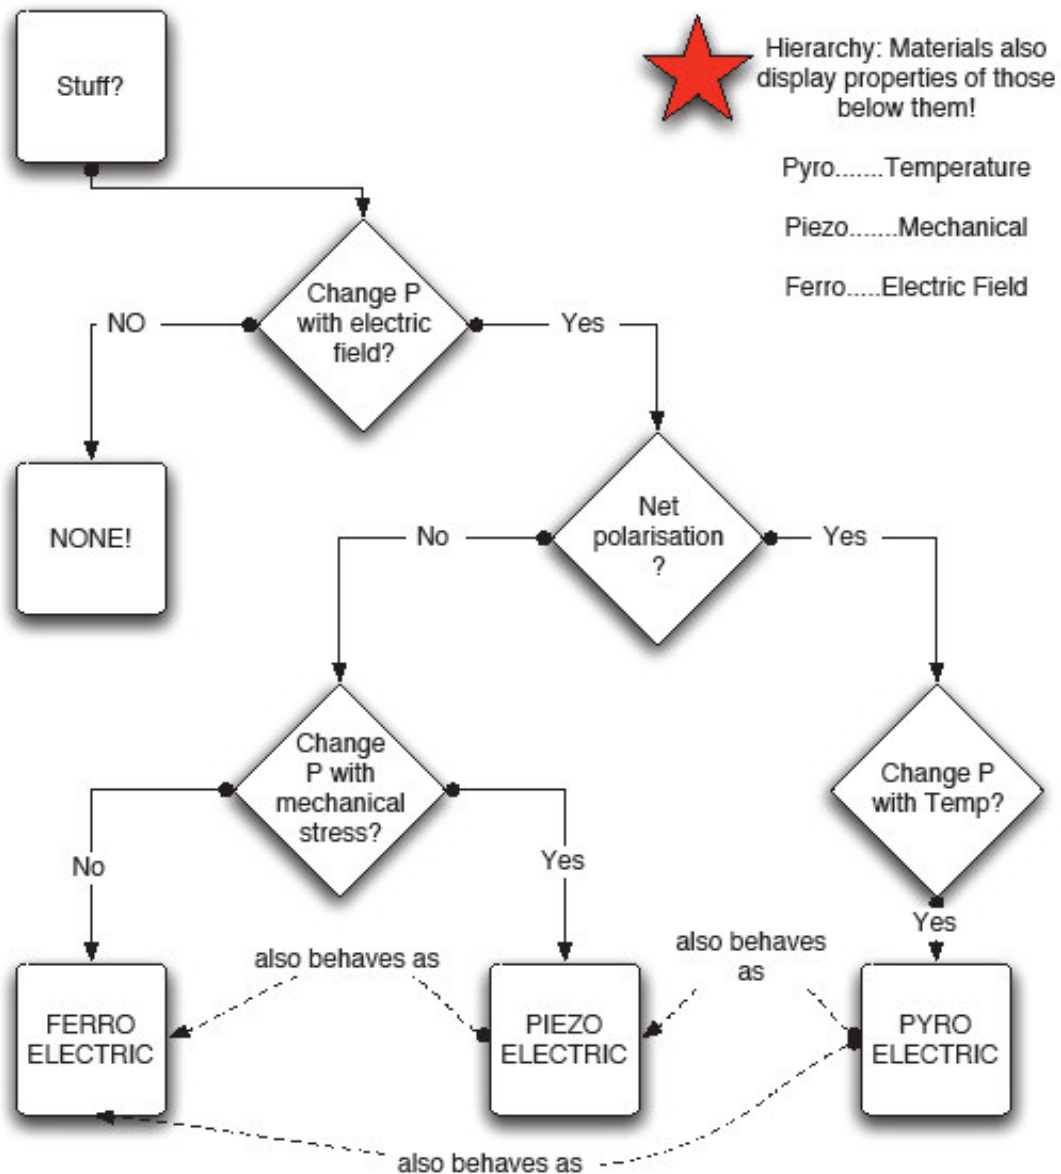 Stuff?
Hierarchy: Materials also
display properties of those
below them!
Pyro.......Temperature
Piezo.......Mechanical
Ferro.....Electric Field
Change P
with electric
field?
NO
Yes
NONE!
Net
polarisation
?
No
Yes
Change
P with
mechanical
stress?
Change P
with Temp?
No
Yes
Yes
also behaves as
also behaves
as
FERRO
ELECTRIC
PIEZO
ELECTRIC
PYRO
ELECTRIC
also behaves as